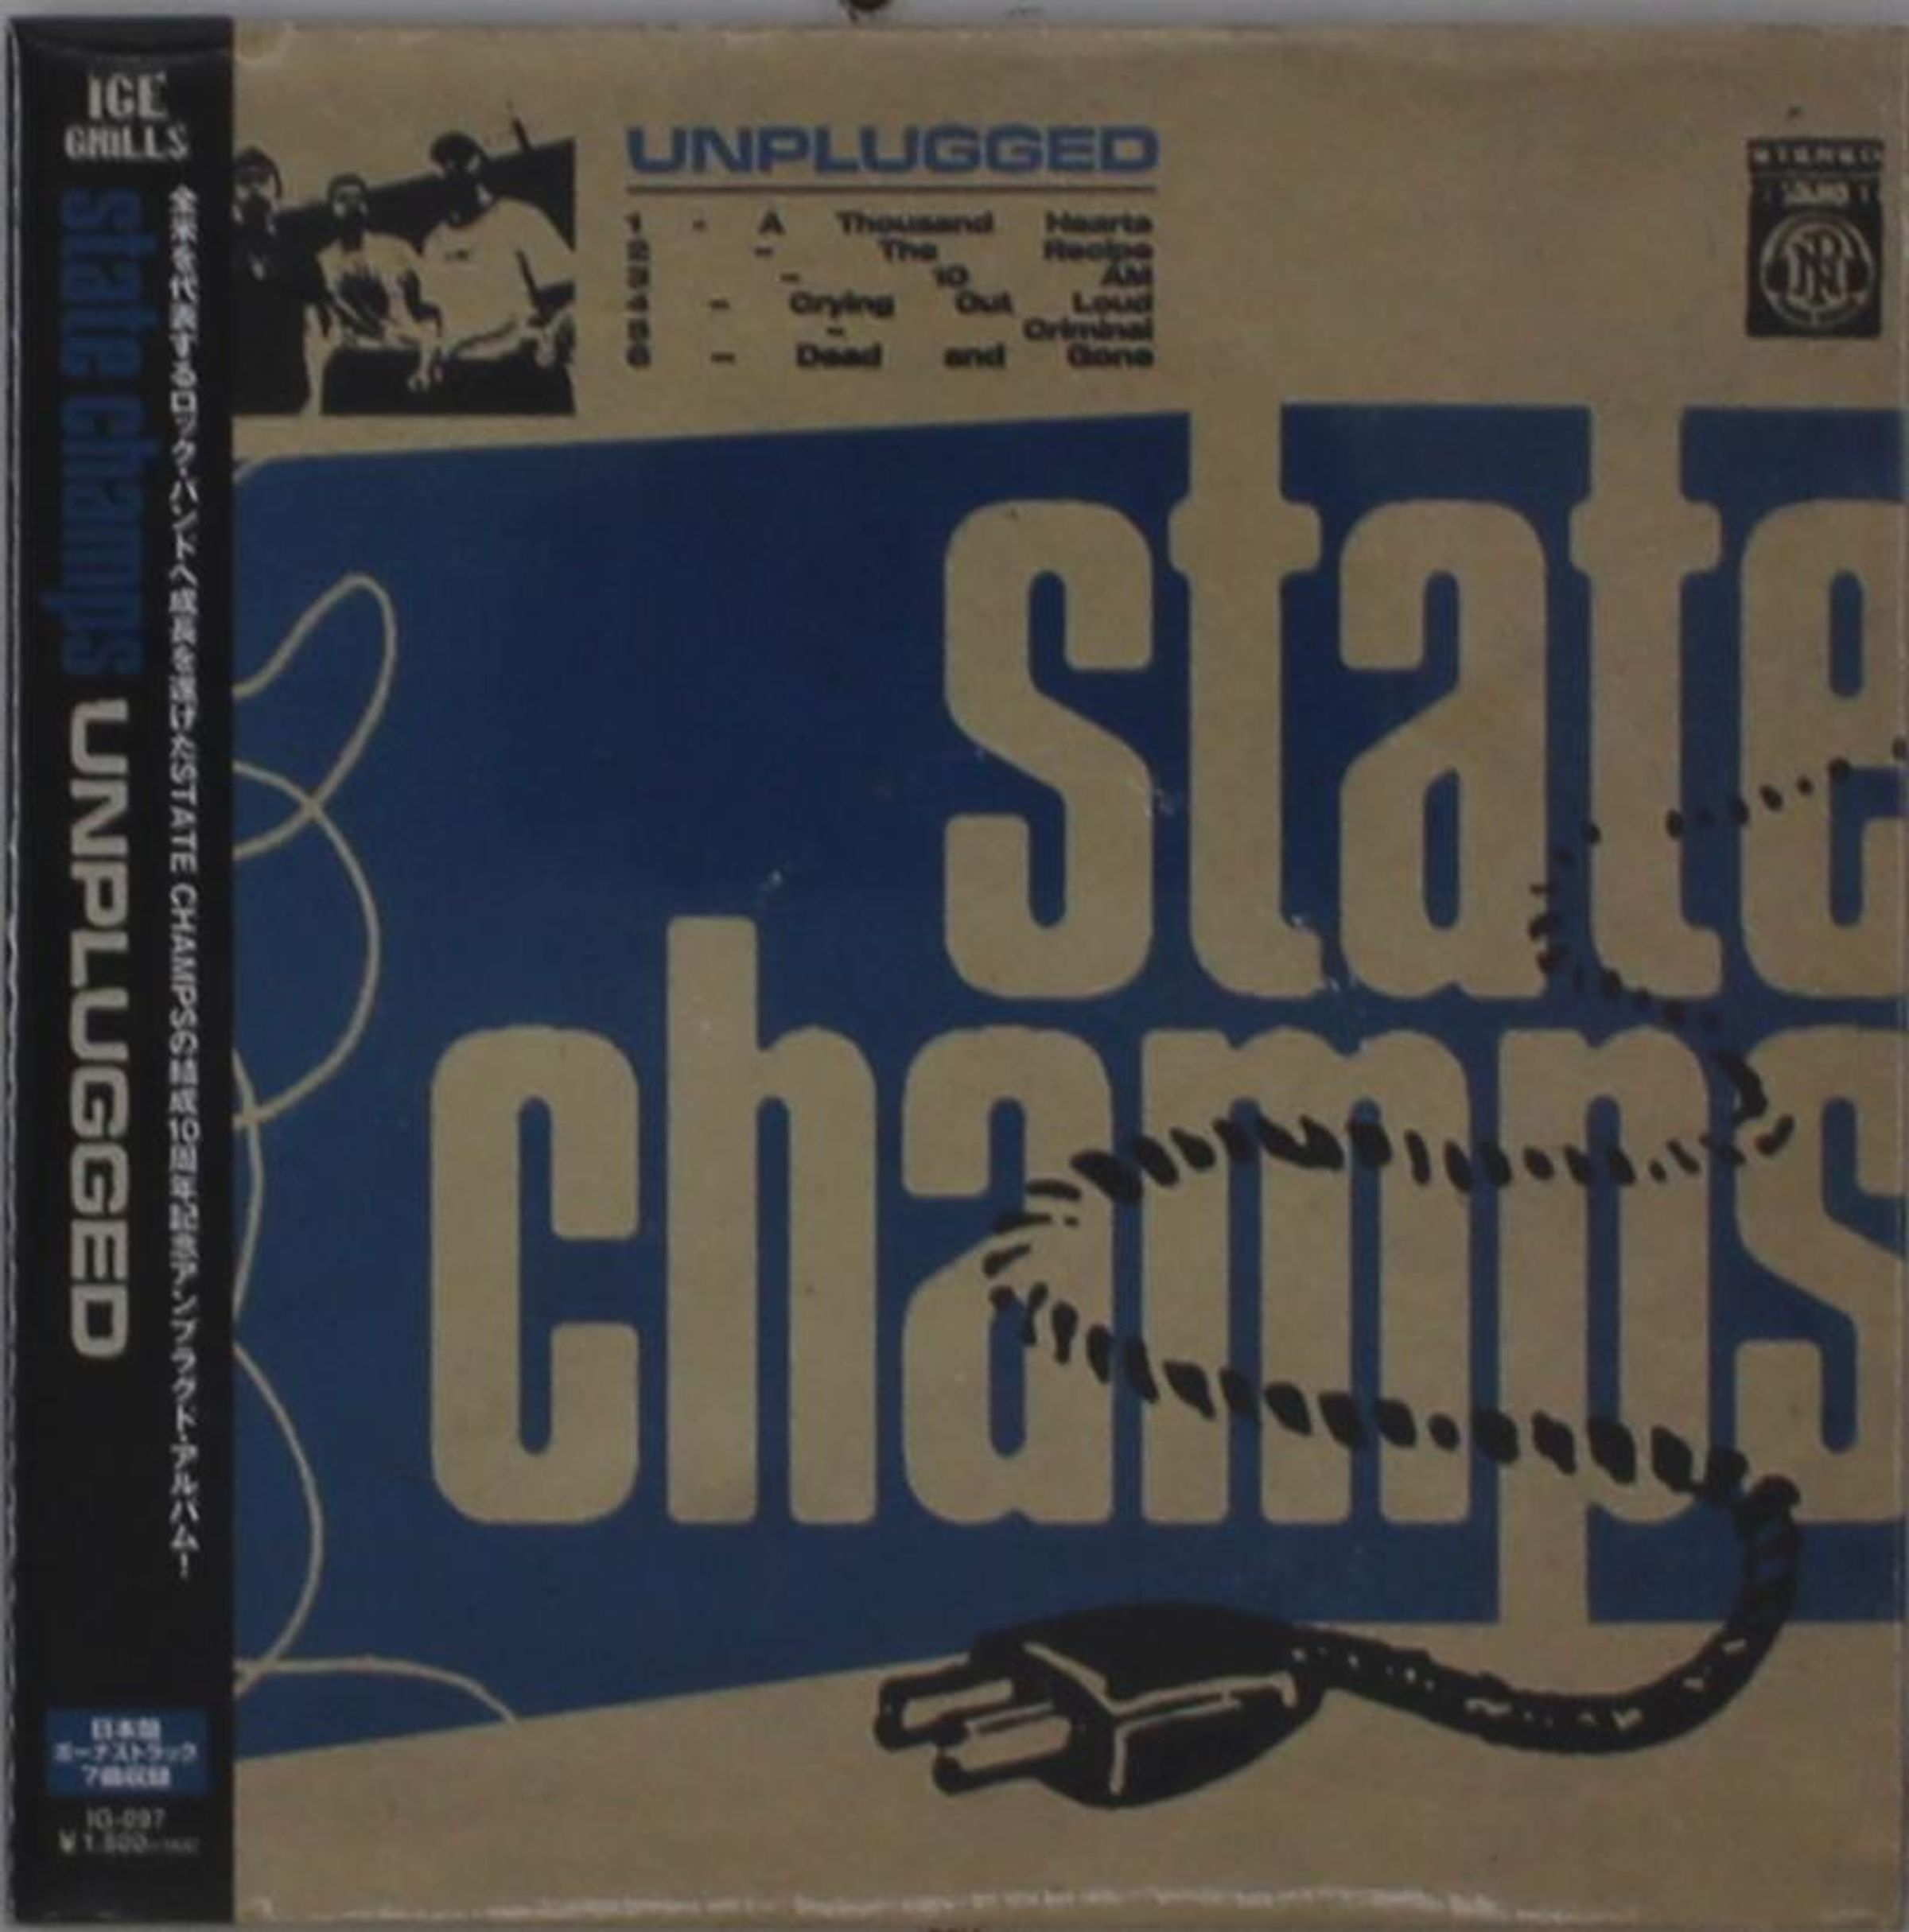 ICE
GRILLS
state champs UNPLUGGED
全米を代表するロック・バンドへ成長を遂げたSTATE CHAMPSの結成10周年記念アンプラグド・アルバム！
日本盤
ボーナストラック
7曲収録
IG-097
¥1,800+TAX
UNPLUGGED
1 - A Thousand Hearts
2 - The Recipe
3 - 10 AM
4 - Crying Out Loud
5 - Criminal
6 - Dead and Gone
STEREO
state
champs